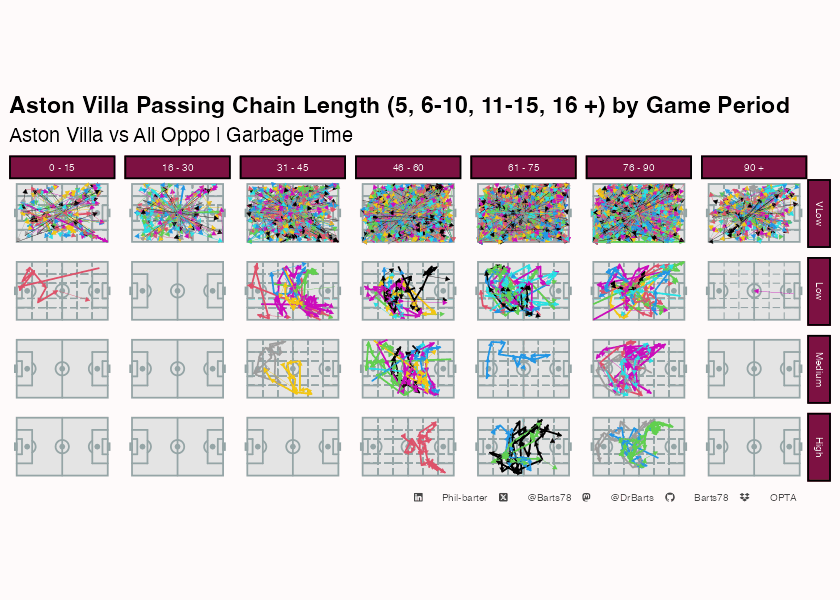 Aston Villa Passing Chain Length (5, 6-10, 11-15, 16 +) by Game Period
Aston Villa vs All Oppo I Garbage Time
0 - 15 16 - 30 31 - 45 46 - 60 61 - 75 76 - 90 90 +
VLow
Low
Medium
High
Phil-barter @Barts78 @DrBarts Barts78 OPTA